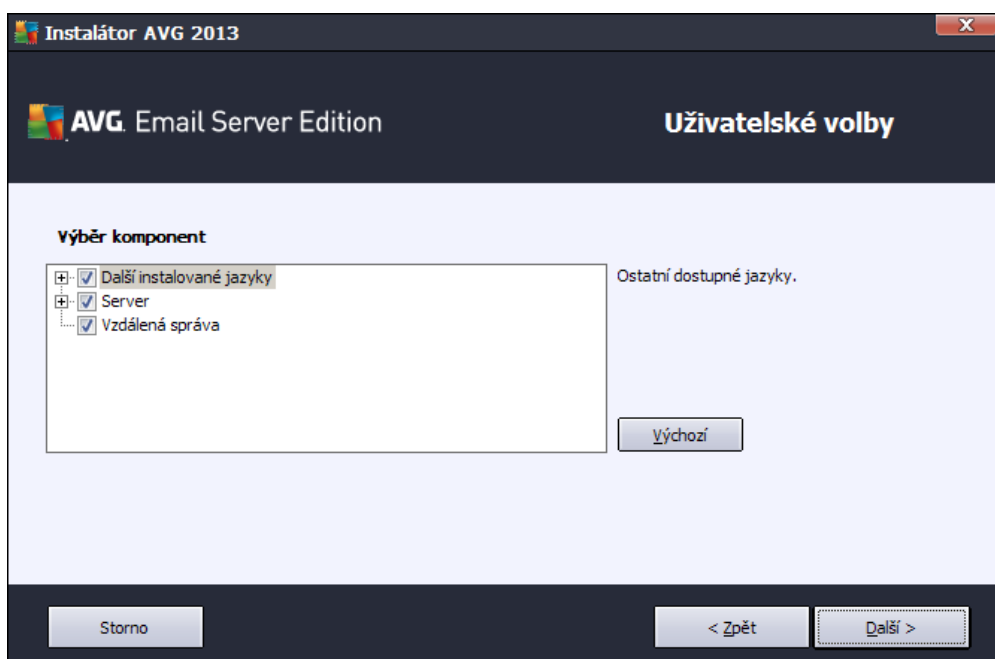 Instalátor AVG 2013
AVG. Email Server Edition
Uživatelské volby
Výběr komponent
Další instalované jazyky
Server
Vzdálená správa
Ostatní dostupné jazyky.
Výchozí
Storno
< Zpět
Další >